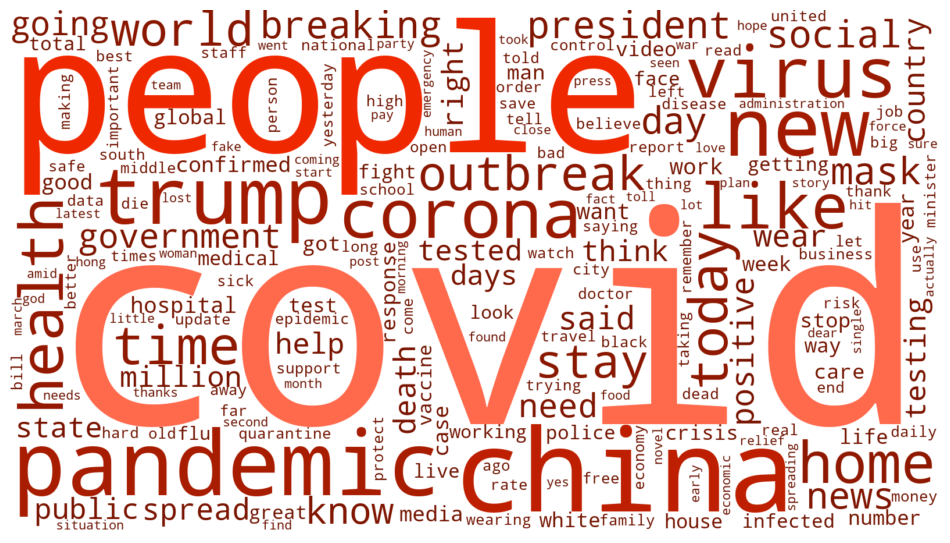 people
covid
going
world
breaking
president
social
hope
united
took
total
best
staff
went
national
party
control
video
war
read
told
man
seen
country
making
important
team
person
yesterday
high
pay
emergency
right
order
press
face
left
virus
global
save
tell
disease
administration
job
human
close
believe
day
new
force
big
sure
fake
open
bad
report
love
south
coming
safe
middle
confirmed
start
fight
outbreak
thing
work
getting
mask
good
data
die
lost
school
fact
toll
lot
plan
story
thank
hit
latest
trump
corona
want
saying
like
year
minister
health
government
got
long
tested
think
remember
wear
let
use
actually
hong
times
woman
medical
post
response
morning
watch
week
business
amid
better
sick
days
city
god
come
doctor
today
march
hospital
test
look
said
risk
little
update
epidemic
travel
black
stop
dear
single
time
help
found
taking
positive
way
testing
support
stay
million
month
death
vaccine
trying
care
bill
needs
thanks
away
food
dead
end
far
case
need
state
second
hard
old
flu
quarantine
protect
working
police
crisis
real
life
daily
relief
pandemic
live
ago
rate
yes
free
china
economy
novel
early
economic
spreading
home
news
money
public
spread
great
know
media
wearing
white
family
house
infected
number
situation
find